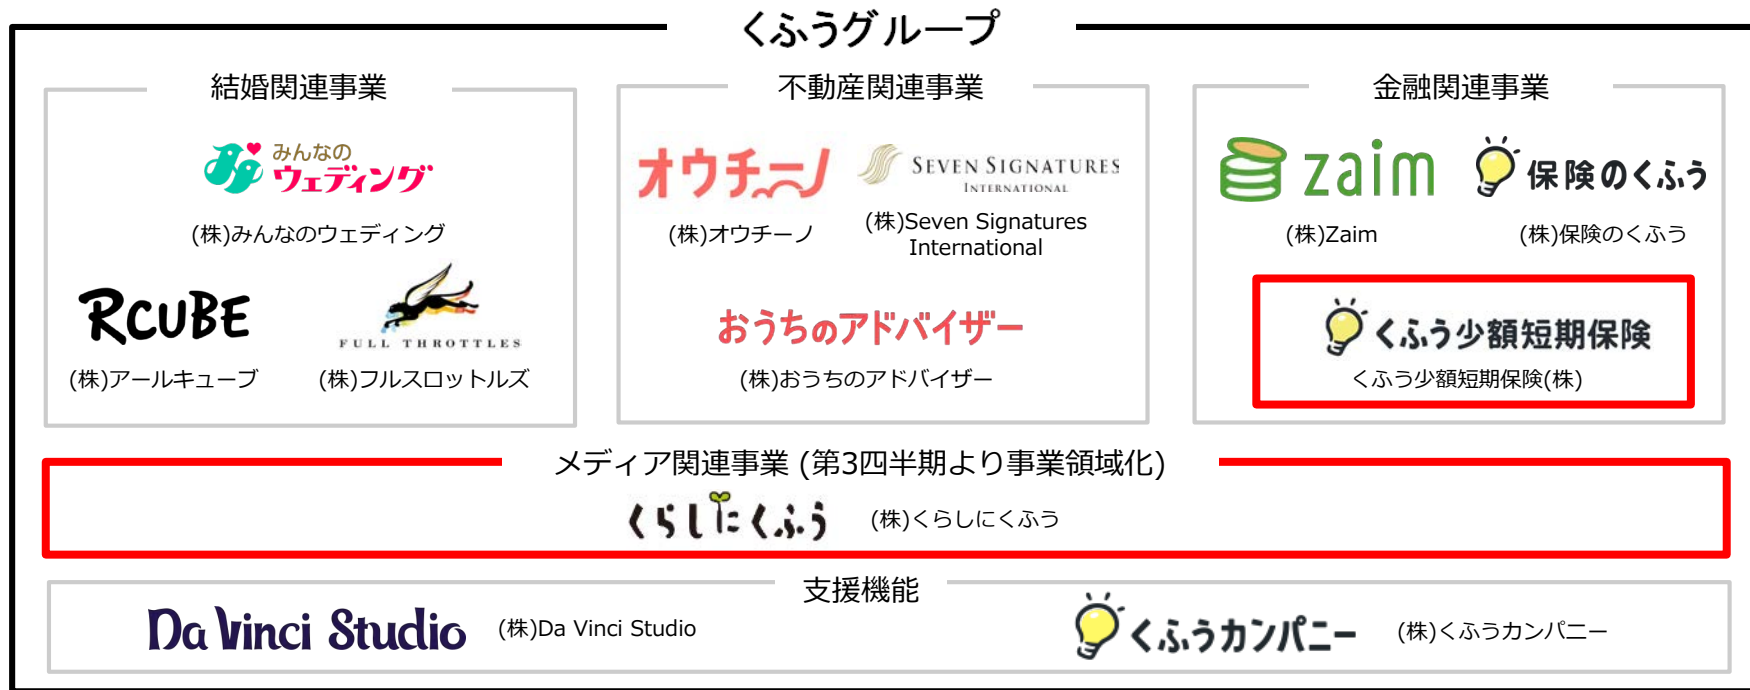 くふうグループ
結婚関連事業
みんなの
ウェディング
(株)みんなのウェディング
RCUBE
(株)アールキューブ
FULL THROTTLES
(株)フルスロットルズ
不動産関連事業
オウチーノ
(株)オウチーノ
SEVEN SIGNATURES
INTERNATIONAL
(株)Seven Signatures
International
おうちのアドバイザー
(株)おうちのアドバイザー
金融関連事業
zaim
(株)Zaim
保険のくふう
(株)保険のくふう
くふう少額短期保険
くふう少額短期保険(株)
メディア関連事業 (第3四半期より事業領域化)
くらしにくふう
(株)くらしにくふう
支援機能
Da Vinci Studio
(株)Da Vinci Studio
くふうカンパニー
(株)くふうカンパニー